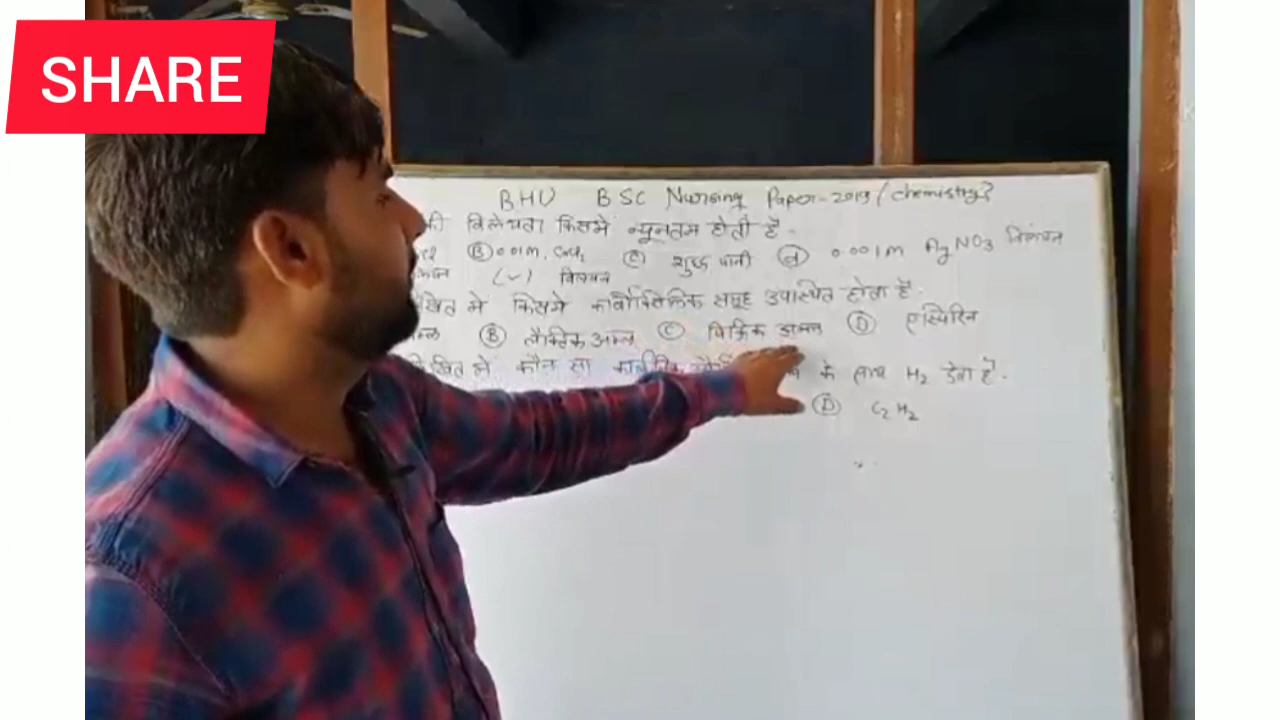 SHARE
BHU BSC Nursing Paper-2019/chemistry}
की विलेयता किसमें न्यूनतम होती है.
(B) 0.01M, CaCl2 (C) शुद्ध पानी (D) 0.001M AgNO3 विलयन
(✓) विलयन
में किसमें कार्बोक्सिलिक समूह उपस्थित होता है.
(B) लैक्टिक अम्ल (C) पिक्रिक अम्ल (D) एस्पिरिन
में कौन सा कार्बनिक के साथ H2 देता है.
(D) C2H2